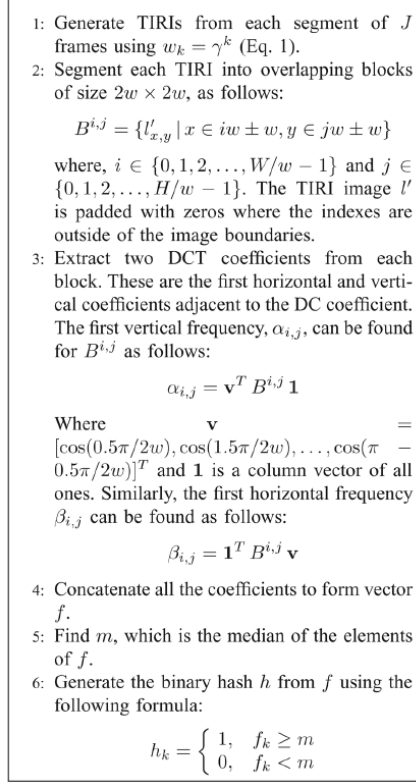 1: Generate TIRIs from each segment of J
frames using w_k = γ^k (Eq. 1).
2: Segment each TIRI into overlapping blocks
of size 2w × 2w, as follows:
B^{i,j} = {l'_{x,y} | x ∈ iw ± w, y ∈ jw ± w}
where, i ∈ {0, 1, 2, . . . , W/w − 1} and j ∈
{0, 1, 2, . . . , H/w − 1}. The TIRI image l'
is padded with zeros where the indexes are
outside of the image boundaries.
3: Extract two DCT coefficients from each
block. These are the first horizontal and verti-
cal coefficients adjacent to the DC coefficient.
The first vertical frequency, α_{i,j}, can be found
for B^{i,j} as follows:
α_{i,j} = v^T B^{i,j} 1
Where v =
[cos(0.5π/2w), cos(1.5π/2w), . . . , cos(π −
0.5π/2w)]^T and 1 is a column vector of all
ones. Similarly, the first horizontal frequency
β_{i,j} can be found as follows:
β_{i,j} = 1^T B^{i,j} v
4: Concatenate all the coefficients to form vector
f.
5: Find m, which is the median of the elements
of f.
6: Generate the binary hash h from f using the
following formula:
h_k = { 1, f_k ≥ m
0, f_k < m